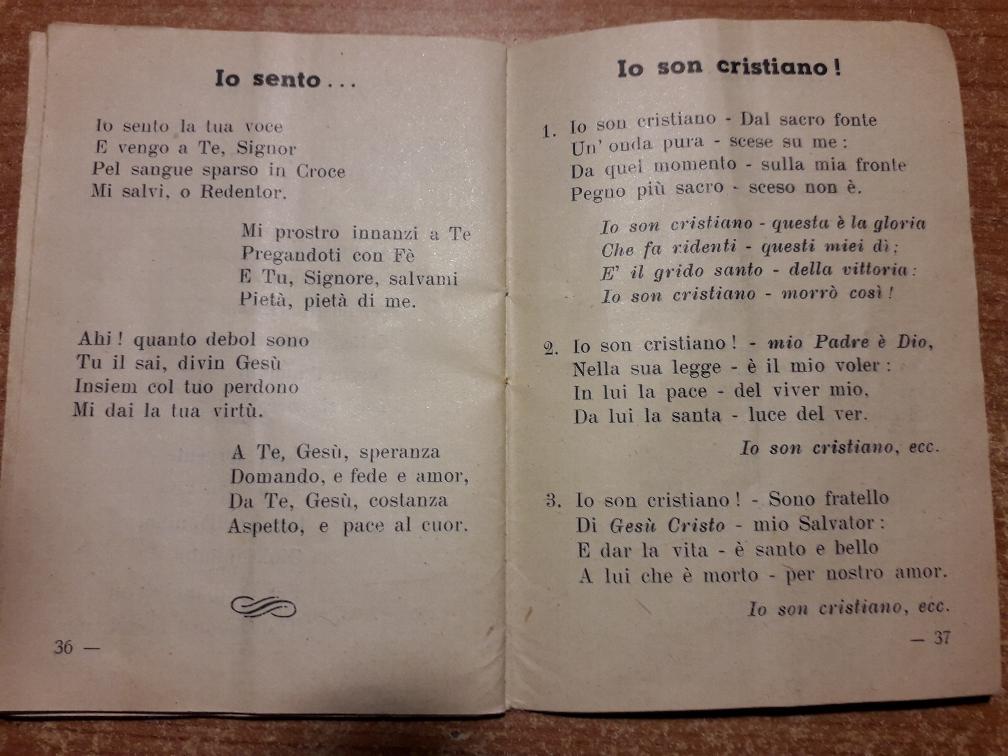 Io sento...
Io sento la tua voce
E vengo a Te, Signor
Pel sangue sparso in Croce
Mi salvi, o Redentor.
Mi prostro innanzi a Te
Pregandoti con Fè
E Tu, Signore, salvami
Pietà, pietà di me.
Ahi! quanto debol sono
Tu il sai, divin Gesù
Insiem col tuo perdono
Mi dai la tua virtù.
A Te, Gesù, speranza
Domando, e fede e amor,
Da Te, Gesù, costanza
Aspetto, e pace al cuor.
36 —
Io son cristiano!
1. Io son cristiano - Dal sacro fonte
Un' onda pura - scese su me:
Da quel momento - sulla mia fronte
Pegno più sacro - sceso non è.
Io son cristiano - questa è la gloria
Che fa ridenti - questi miei dì;
E' il grido santo - della vittoria:
Io son cristiano - morrò così!
2. Io son cristiano! - mio Padre è Dio,
Nella sua legge - è il mio voler:
In lui la pace - del viver mio,
Da lui la santa - luce del ver.
Io son cristiano, ecc.
3. Io son cristiano! - Sono fratello
Di Gesù Cristo - mio Salvator:
E dar la vita - è santo e bello
A lui che è morto - per nostro amor.
Io son cristiano, ecc.
— 37